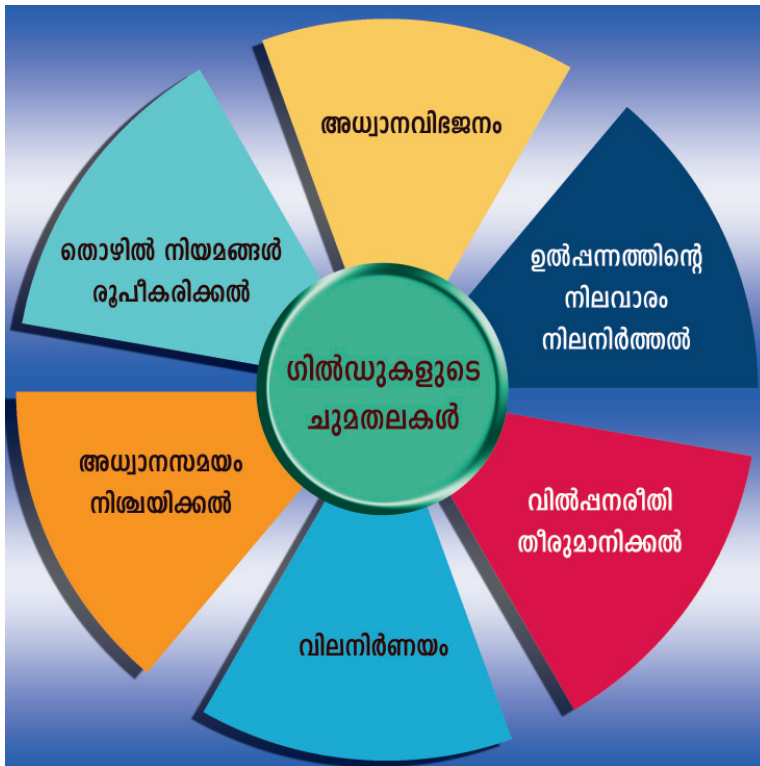 അധ്വാനവിഭജനം
ഉൽപ്പന്നത്തിന്റെ
നിലവാരം
നിലനിർത്തൽ
വിൽപ്പനരീതി
തീരുമാനിക്കൽ
വിലനിർണയം
അധ്വാനസമയം
നിശ്ചയിക്കൽ
തൊഴിൽ നിയമങ്ങൾ
രൂപീകരിക്കൽ
ഗിൽഡുകളുടെ
ചുമതലകൾ